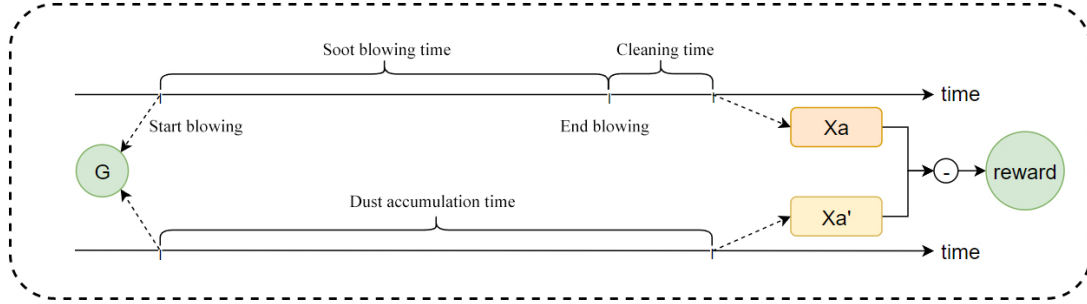 Soot blowing time
Cleaning time
time
Start blowing
End blowing
Xa
G
-
reward
Dust accumulation time
Xa'
time